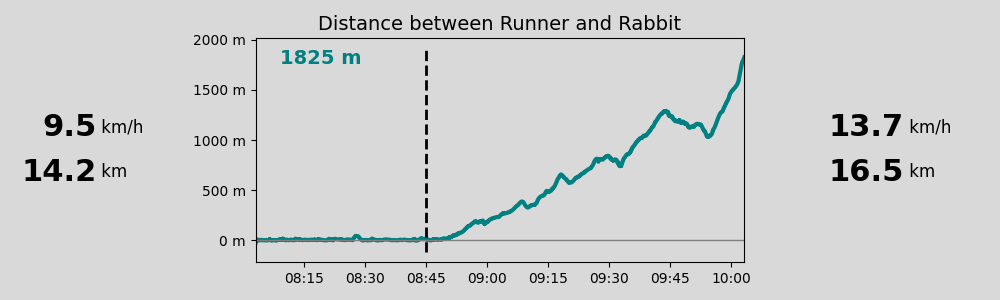 Distance between Runner and Rabbit
1825 m
2000 m
1500 m
1000 m
500 m
0 m
08:15 08:30 08:45 09:00 09:15 09:30 09:45 10:00
9.5 km/h
14.2 km
13.7 km/h
16.5 km